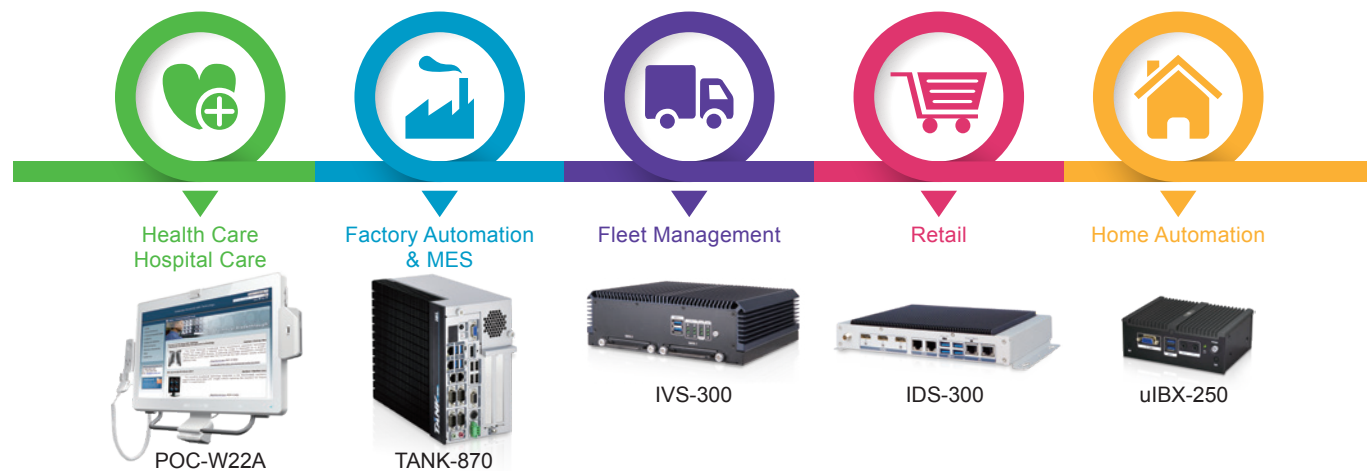 Health Care
Hospital Care
Factory Automation
& MES
Fleet Management
Retail
Home Automation
TANK
POC-W22A
TANK-870
IVS-300
IDS-300
uIBX-250